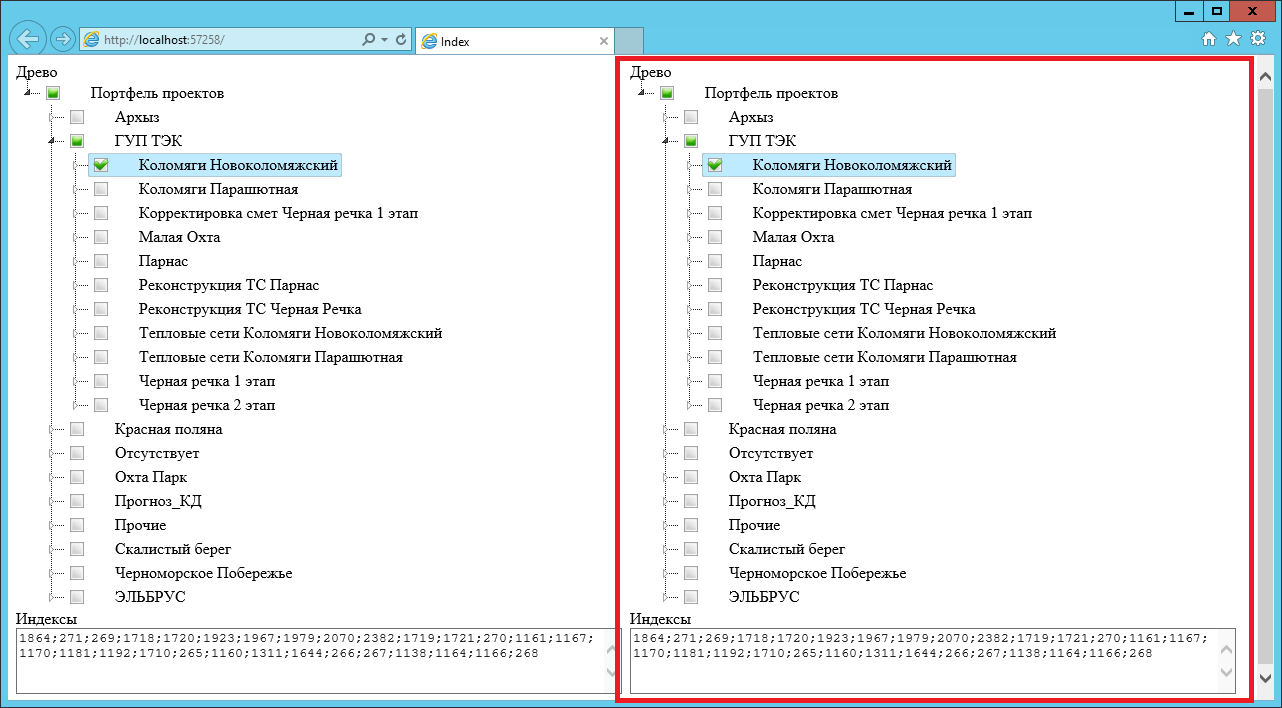 http://localhost:57258/
Index
Древо
Портфель проектов
Архыз
ГУП ТЭК
Коломяги Новоколомяжский
Коломяги Парашютная
Корректировка смет Черная речка 1 этап
Малая Охта
Парнас
Реконструкция ТС Парнас
Реконструкция ТС Черная Речка
Тепловые сети Коломяги Новоколомяжский
Тепловые сети Коломяги Парашютная
Черная речка 1 этап
Черная речка 2 этап
Красная поляна
Отсутствует
Охта Парк
Прогноз_КД
Прочие
Скалистый берег
Черноморское Побережье
ЭЛЬБРУС
Индексы
1864;271;269;1718;1720;1923;1967;1979;2070;2382;1719;1721;270;1161;1167;
1170;1181;1192;1710;265;1160;1311;1644;266;267;1138;1164;1166;268
Древо
Портфель проектов
Архыз
ГУП ТЭК
Коломяги Новоколомяжский
Коломяги Парашютная
Корректировка смет Черная речка 1 этап
Малая Охта
Парнас
Реконструкция ТС Парнас
Реконструкция ТС Черная Речка
Тепловые сети Коломяги Новоколомяжский
Тепловые сети Коломяги Парашютная
Черная речка 1 этап
Черная речка 2 этап
Красная поляна
Отсутствует
Охта Парк
Прогноз_КД
Прочие
Скалистый берег
Черноморское Побережье
ЭЛЬБРУС
Индексы
1864;271;269;1718;1720;1923;1967;1979;2070;2382;1719;1721;270;1161;1167;
1170;1181;1192;1710;265;1160;1311;1644;266;267;1138;1164;1166;268